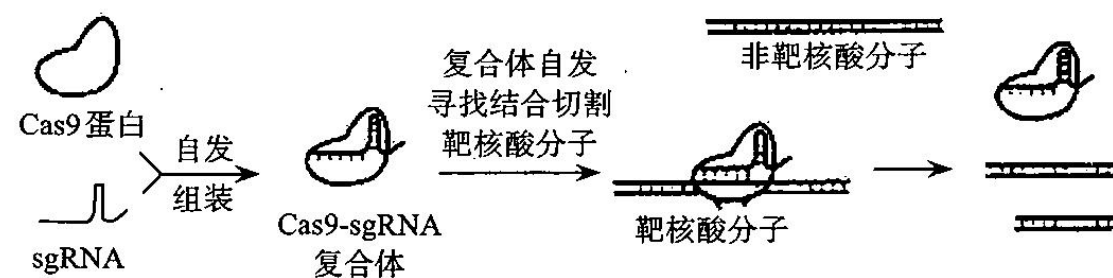 Cas9蛋白
sgRNA
自发
组装
Cas9-sgRNA
复合体
复合体自发
寻找结合切割
靶核酸分子
非靶核酸分子
靶核酸分子